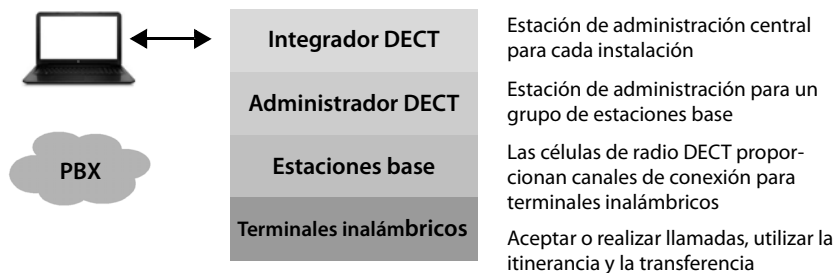 Integrador DECT
Estación de administración central
para cada instalación
Administrador DECT
Estación de administración para un
grupo de estaciones base
PBX
Estaciones base
Las células de radio DECT propor-
cionan canales de conexión para
terminales inalámbricos
Terminales inalámbricos
Aceptar o realizar llamadas, utilizar la
itinerancia y la transferencia